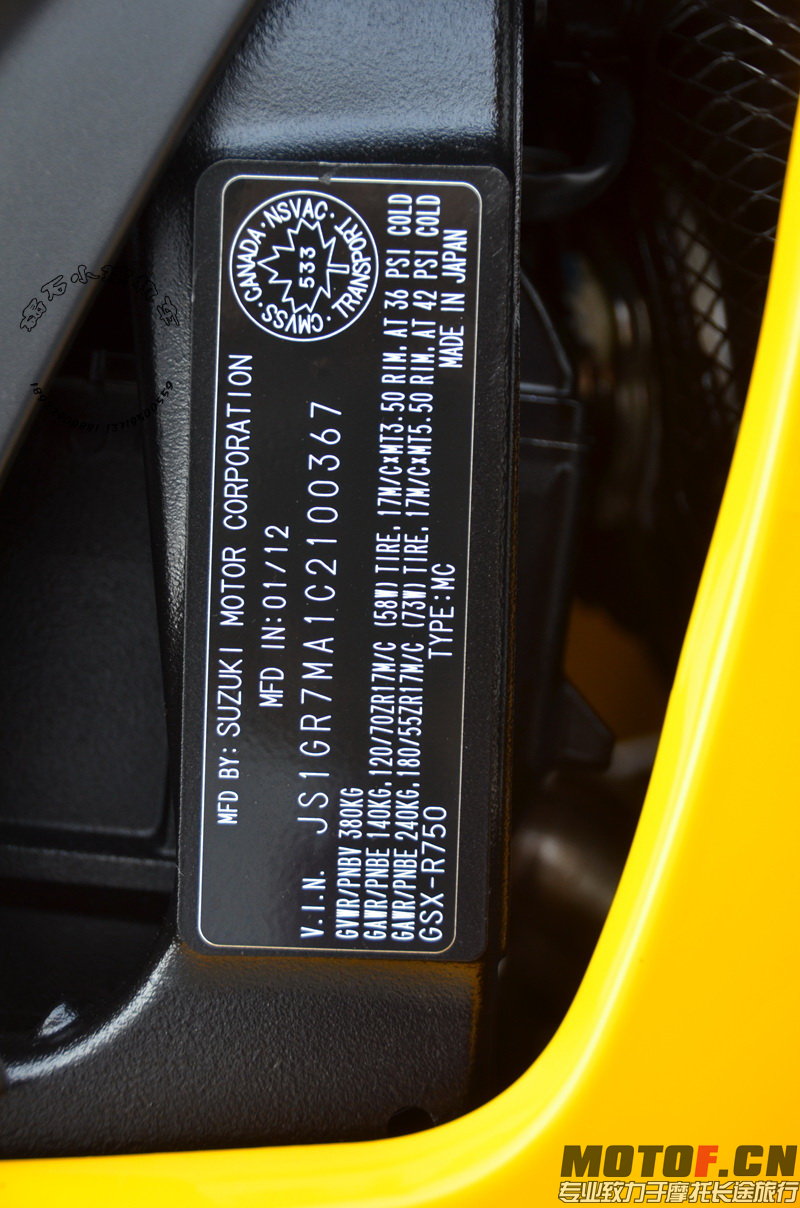 CANADA · NSVAC · TRANSPORT · CMVSS ·
533
MFD BY: SUZUKI MOTOR CORPORATION
MFD IN:01/12
V.I.N. JS1GR7MA1C2100367
GVWR/PNBV 380KG
GAWR/PNBE 140KG, 120/70ZR17M/C (58W) TIRE, 17M/C×MT3.50 RIM, AT 36 PSI COLD
GAWR/PNBE 240KG, 180/55ZR17M/C (73W) TIRE, 17M/C×MT5.50 RIM, AT 42 PSI COLD
GSX-R750 TYPE:MC MADE IN JAPAN
MOTOF.CN
专业致力于摩托长途旅行